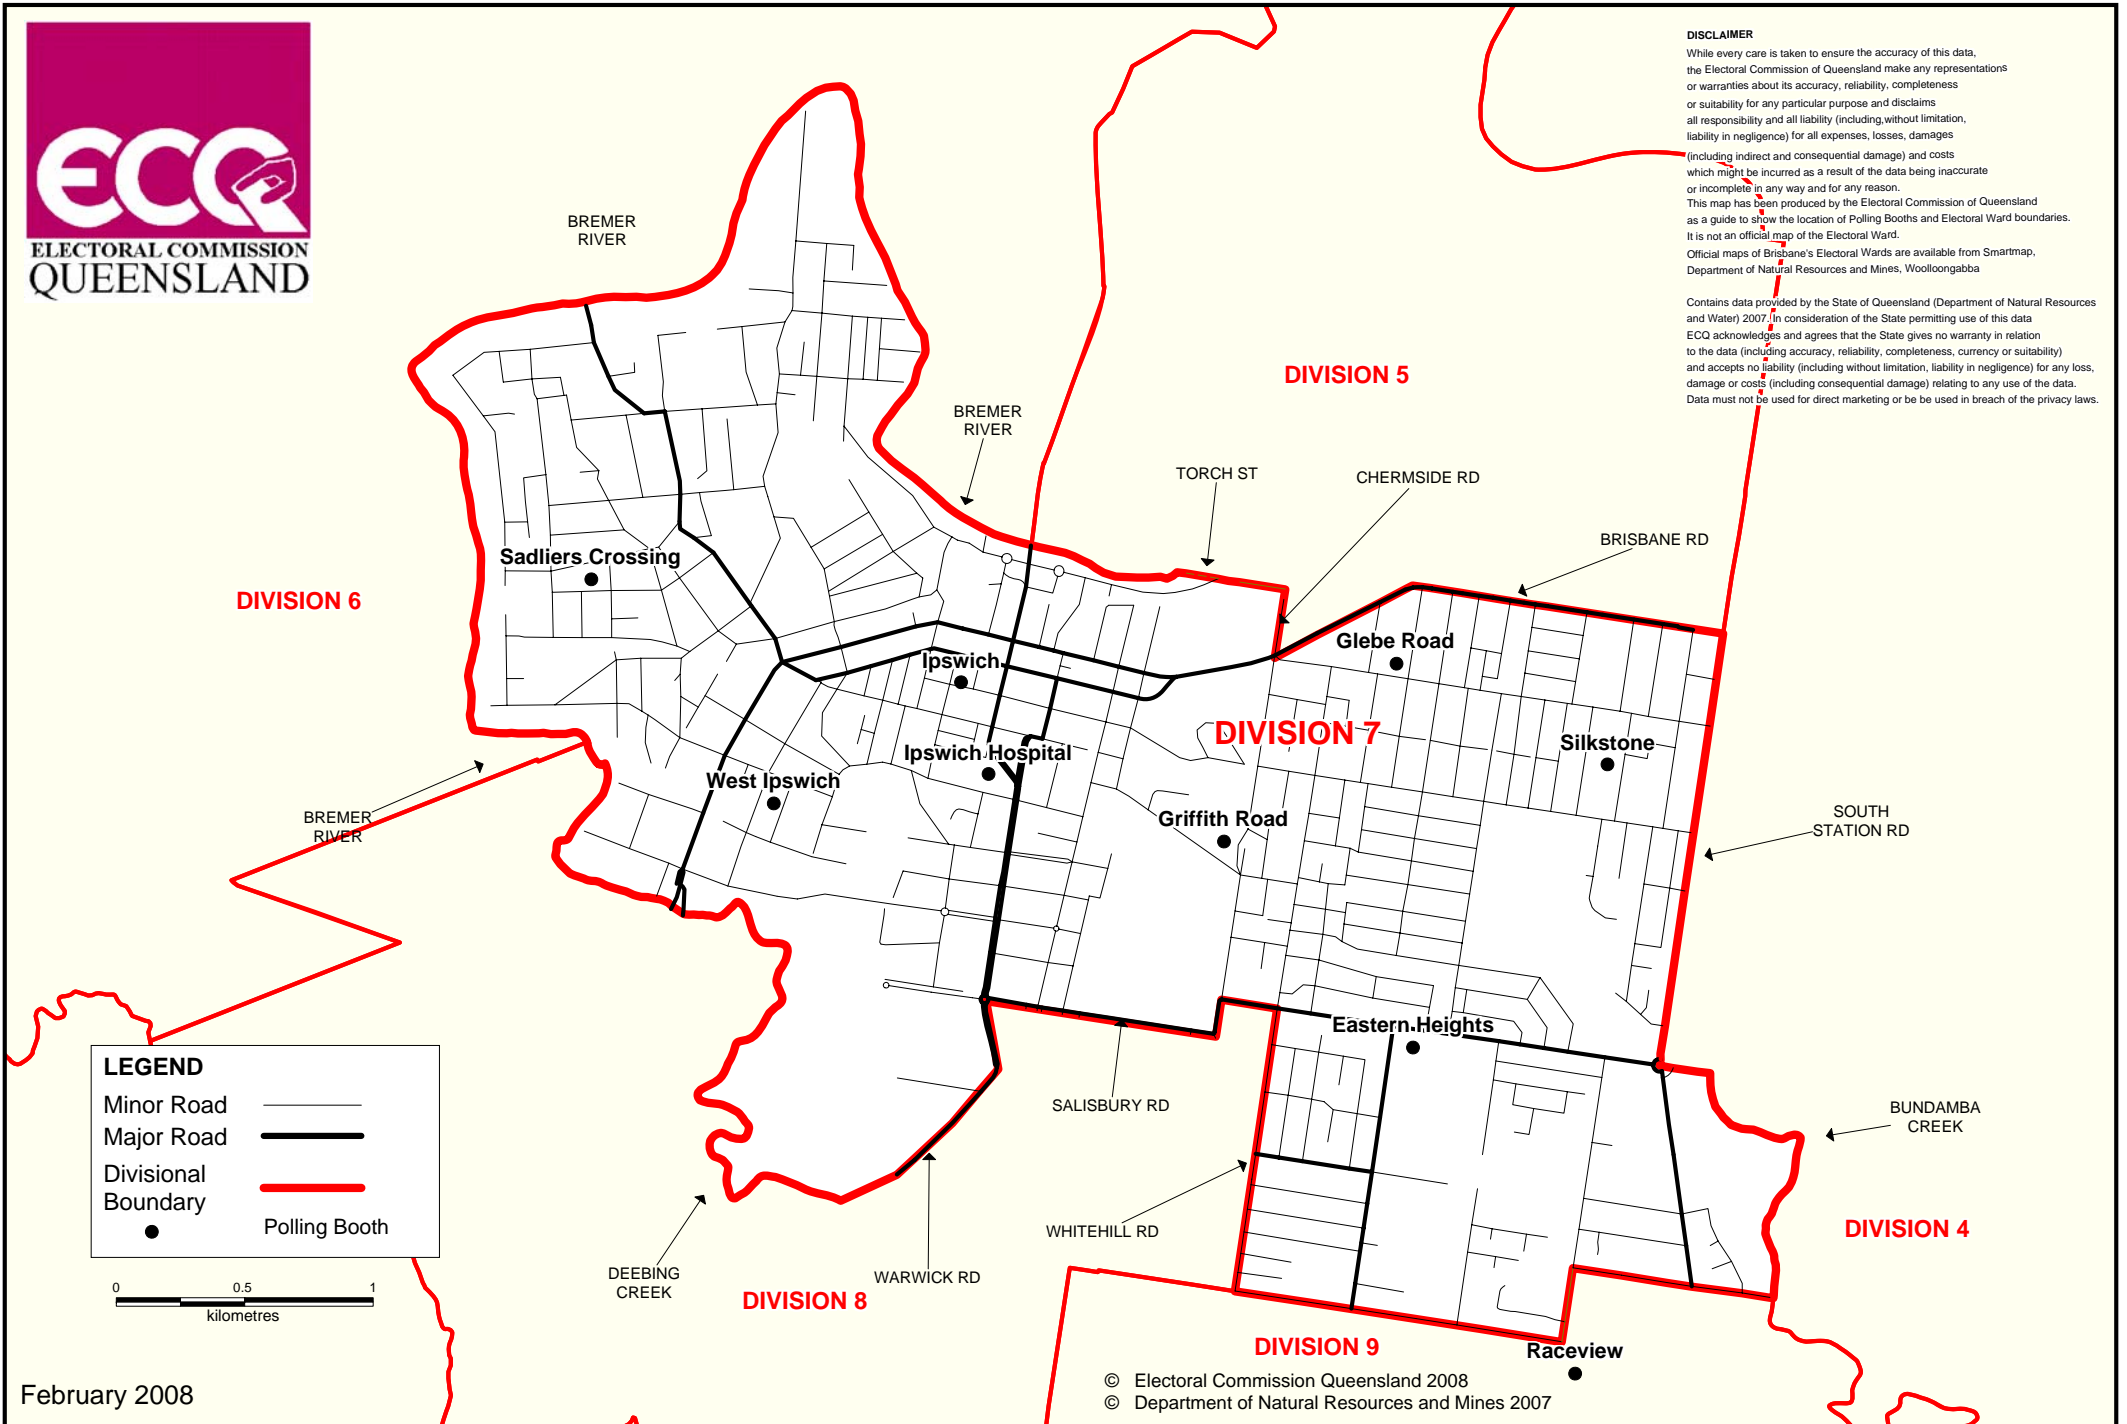 ECQ
ELECTORAL COMMISSION
QUEENSLAND
DISCLAIMER
While every care is taken to ensure the accuracy of this data,
the Electoral Commission of Queensland make any representations
or warranties about its accuracy, reliability, completeness
or suitability for any particular purpose and disclaims
all responsibility and all liability (including,without limitation,
liability in negligence) for all expenses, losses, damages
(including indirect and consequential damage) and costs
which might be incurred as a result of the data being inaccurate
or incomplete in any way and for any reason.
This map has been produced by the Electoral Commission of Queensland
as a guide to show the location of Polling Booths and Electoral Ward boundaries.
It is not an official map of the Electoral Ward.
Official maps of Brisbane's Electoral Wards are available from Smartmap,
Department of Natural Resources and Mines, Woolloongabba
Contains data provided by the State of Queensland (Department of Natural Resources
and Water) 2007. In consideration of the State permitting use of this data
ECQ acknowledges and agrees that the State gives no warranty in relation
to the data (including accuracy, reliability, completeness, currency or suitability)
and accepts no liability (including without limitation, liability in negligence) for any loss,
damage or costs (including consequential damage) relating to any use of the data.
Data must not be used for direct marketing or be be used in breach of the privacy laws.
BREMER
RIVER
DIVISION 5
BREMER
RIVER
TORCH ST
CHERMSIDE RD
BRISBANE RD
Sadliers Crossing
DIVISION 6
Glebe Road
Ipswich
DIVISION 7
Silkstone
Ipswich Hospital
West Ipswich
BREMER
RIVER
Griffith Road
SOUTH
STATION RD
Eastern Heights
SALISBURY RD
BUNDAMBA
CREEK
WHITEHILL RD
DIVISION 4
DEEBING
CREEK
WARWICK RD
DIVISION 8
DIVISION 9
Raceview
LEGEND
Minor Road
Major Road
Divisional
Boundary
Polling Booth
0 0.5 1
kilometres
February 2008
© Electoral Commission Queensland 2008
© Department of Natural Resources and Mines 2007